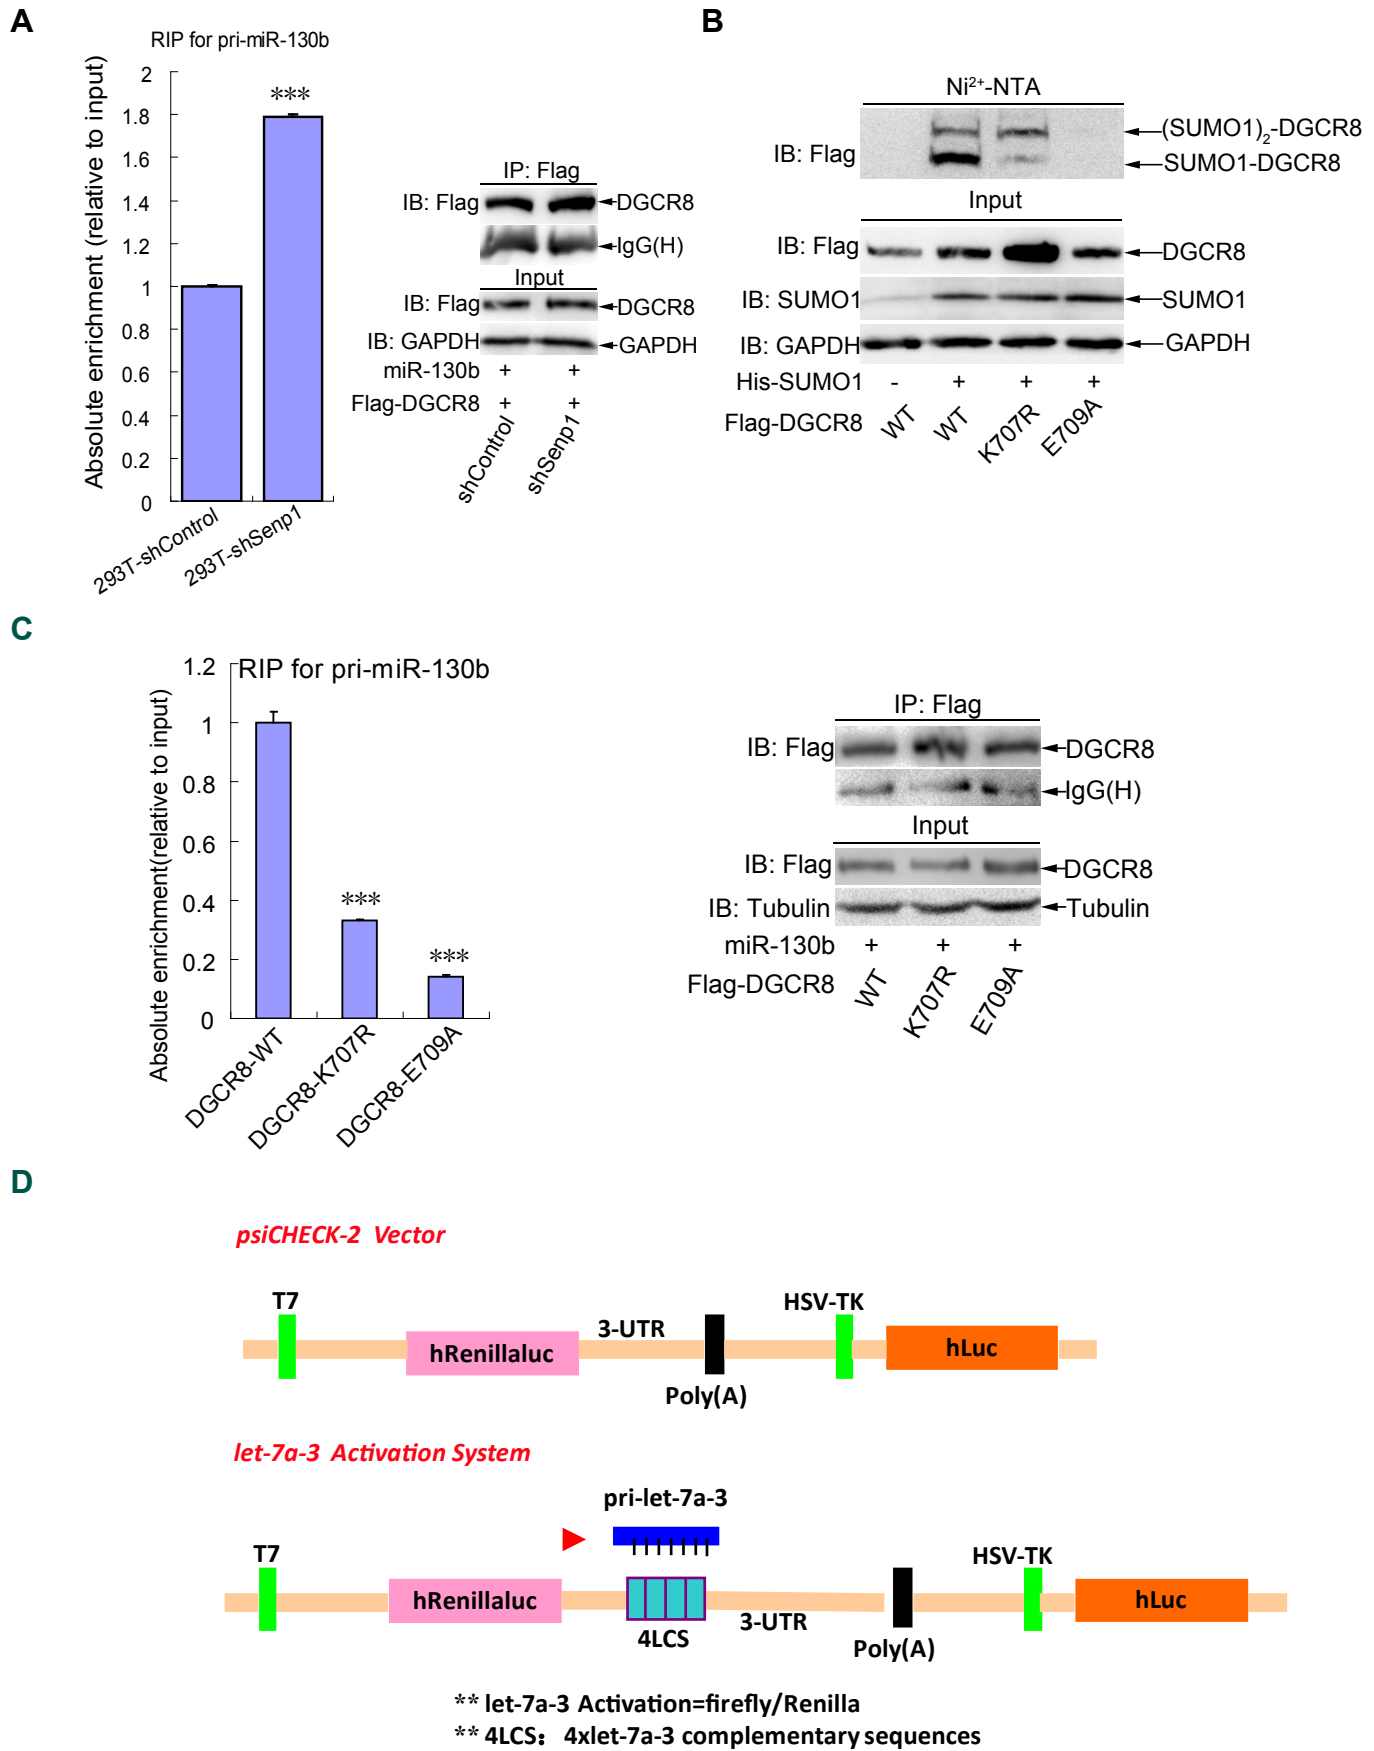 A
RIP for pri-miR-130b
Absolute enrichment (relative to input)
2
1.8
1.6
1.4
1.2
1
0.8
0.6
0.4
0.2
0
***
293T-shControl
293T-shSenp1
IP: Flag
IB: Flag
DGCR8
IgG(H)
Input
IB: Flag
DGCR8
IB: GAPDH
GAPDH
miR-130b + +
Flag-DGCR8 + +
shControl
shSenp1
B
Ni²⁺-NTA
IB: Flag
(SUMO1)₂-DGCR8
SUMO1-DGCR8
Input
IB: Flag
DGCR8
IB: SUMO1
SUMO1
IB: GAPDH
GAPDH
His-SUMO1 - + + +
Flag-DGCR8 WT WT K707R E709A
C
RIP for pri-miR-130b
Absolute enrichment(relative to input)
1.2
1
0.8
0.6
0.4
0.2
0
***
***
DGCR8-WT
DGCR8-K707R
DGCR8-E709A
IP: Flag
IB: Flag
DGCR8
IgG(H)
Input
IB: Flag
DGCR8
IB: Tubulin
Tubulin
miR-130b + + +
Flag-DGCR8 WT K707R E709A
D
psiCHECK-2 Vector
T7
hRenillaluc
3-UTR
Poly(A)
HSV-TK
hLuc
let-7a-3 Activation System
pri-let-7a-3
T7
hRenillaluc
4LCS
3-UTR
Poly(A)
HSV-TK
hLuc
** let-7a-3 Activation=firefly/Renilla
** 4LCS： 4xlet-7a-3 complementary sequences